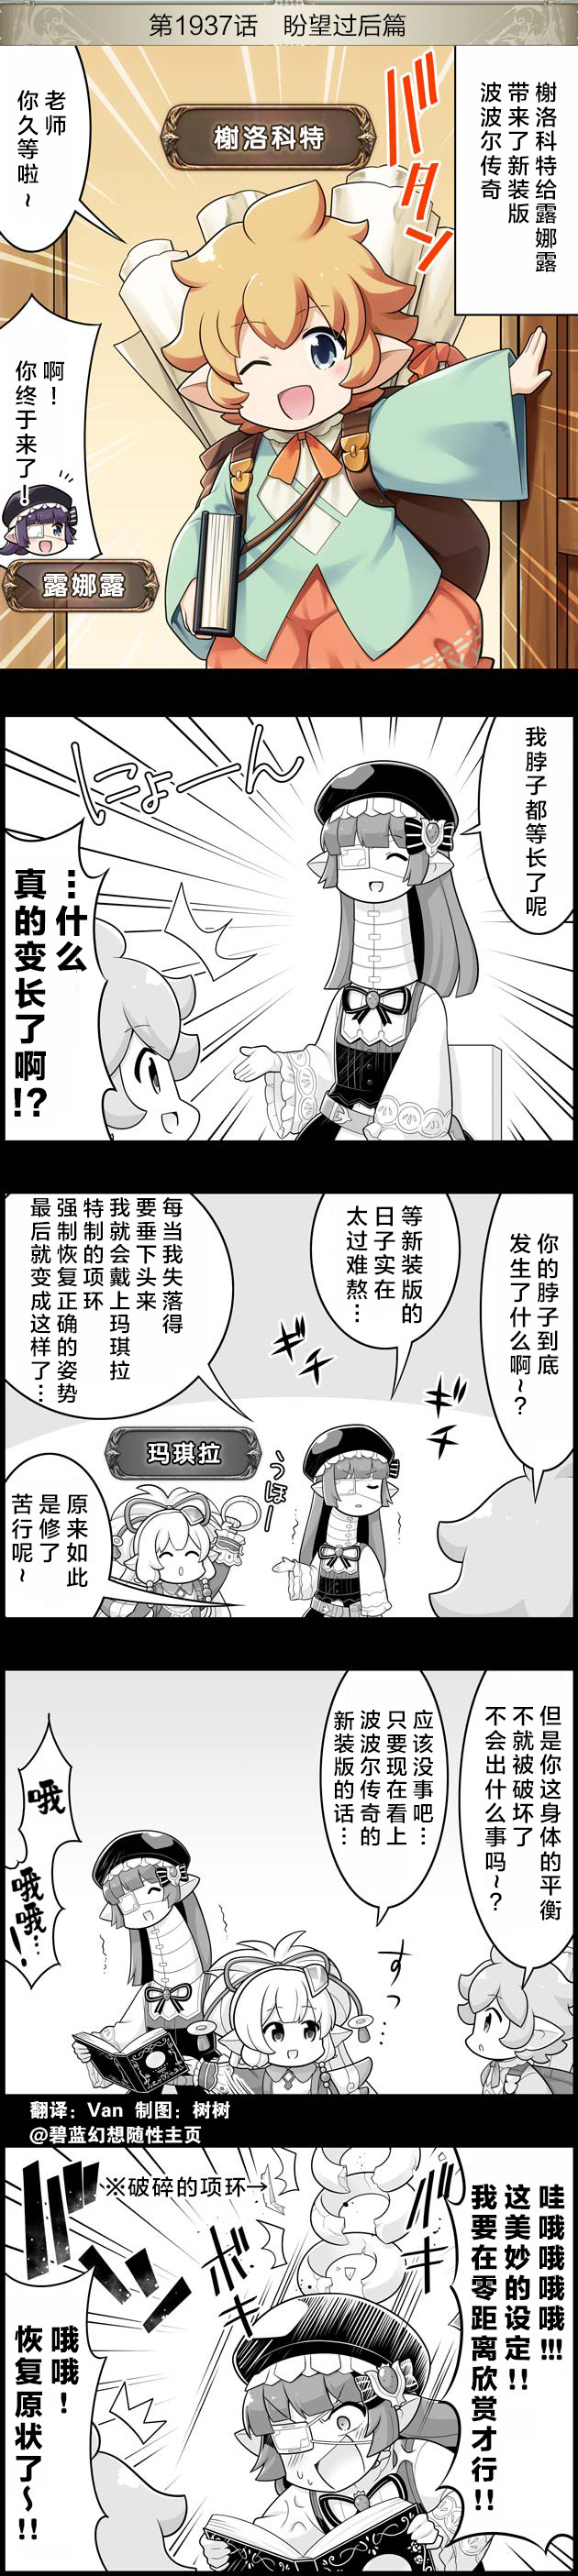 第1937话　盼望过后篇
榭洛科特给露娜露
带来了新装版
波波尔传奇
バタン
榭洛科特
老师
你久等啦～
啊！
你终于来了！
露娜露
我脖子都等长了呢
にょーん
…什么
真的变长了啊!?
你的脖子到底
发生了什么啊～?
等新装版的
日子实在
太过难熬…
每当我失落得
要垂下头来
我就会戴上玛琪拉
特制的项环
强制恢复正确的姿势
最后就变成这样了…
ギチ
ギチ
玛琪拉
うほー
原来如此
是修了
苦行呢～
但是你这身体的平衡
不就被破坏了
不会出什么事吗～?
应该没事吧…
只要现在看上
波波尔传奇的
新装版的话…
すっ…
哦
哦哦…!
翻译：Van 制图：树树
@碧蓝幻想随性主页
哇哦哦哦哦!!!
这美妙的设定!!
我要在零距离欣赏才行!!
※破碎的项环→
バキバキ
哦哦！
恢复原状了～!!